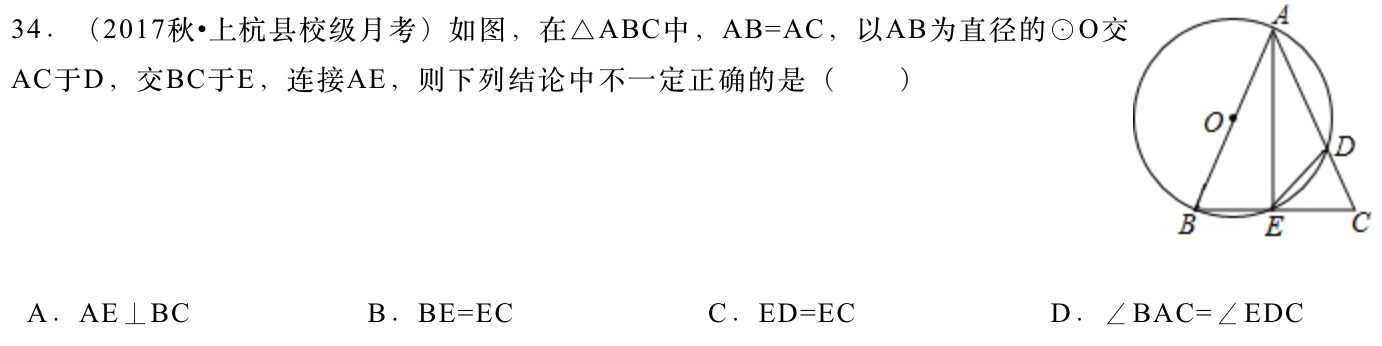 34. （2017秋•上杭县校级月考）如图，在△ABC中，AB=AC，以AB为直径的⊙O交
AC于D，交BC于E，连接AE，则下列结论中不一定正确的是（　　）
A
O
D
B
E
C
A. AE⊥BC
B. BE=EC
C. ED=EC
D. ∠BAC=∠EDC